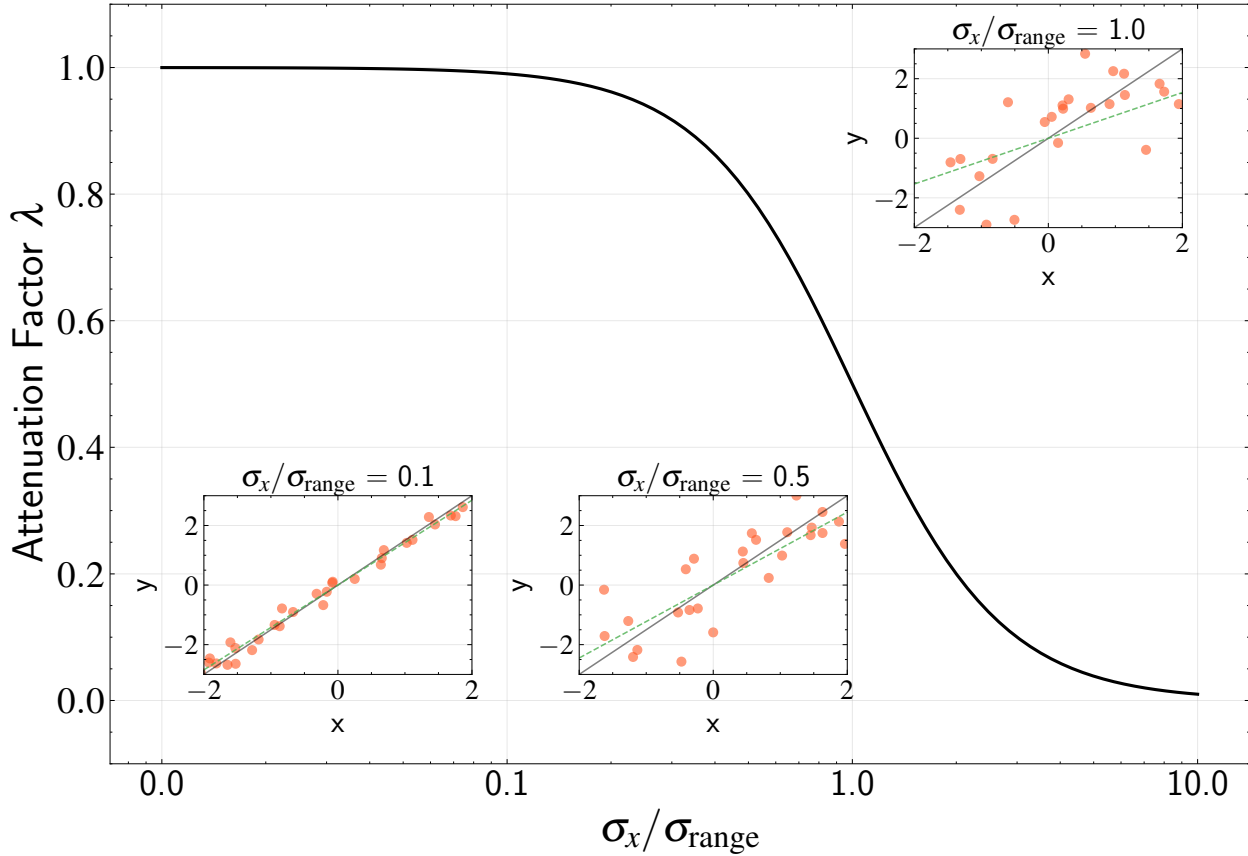 Attenuation Factor λ
1.0
0.8
0.6
0.4
0.2
0.0
σx/σrange = 1.0
y
2
0
−2
−2 0 2
x
σx/σrange = 0.1
y
2
0
−2
−2 0 2
x
σx/σrange = 0.5
y
2
0
−2
−2 0 2
x
0.0 0.1 1.0 10.0
σx/σrange